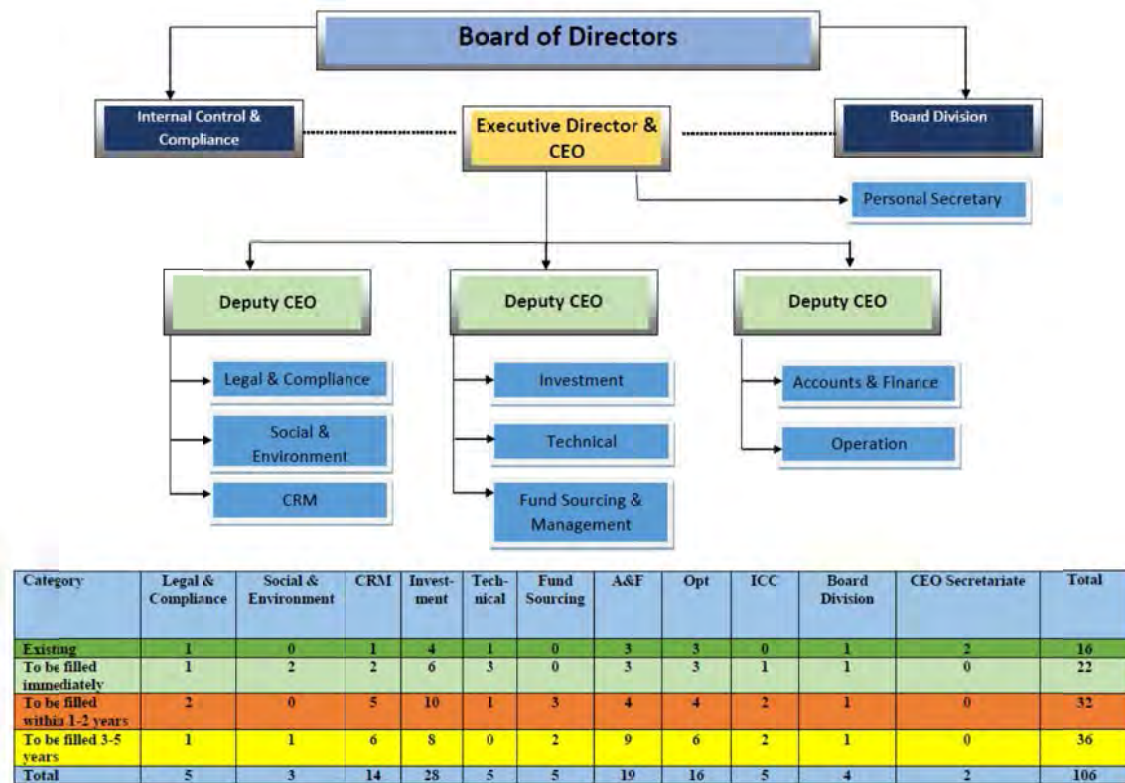 Board of Directors
Internal Control &
Compliance
Executive Director &
CEO
Board Division
Personal Secretary
Deputy CEO
Deputy CEO
Deputy CEO
Legal & Compliance
Social &
Environment
CRM
Investment
Technical
Fund Sourcing &
Management
Accounts & Finance
Operation
Category Legal & Compliance Social & Environment CRM Invest-ment Tech-nical Fund Sourcing A&F Opt ICC Board Division CEO Secretariate Total
Existing 1 0 1 4 1 0 3 3 0 1 2 16
To be filled immediately 1 2 2 6 3 0 3 3 1 1 0 22
To be filled within 1-2 years 2 0 5 10 1 3 4 4 2 1 0 32
To be filled 3-5 years 1 1 6 8 0 2 9 6 2 1 0 36
Total 5 3 14 28 5 5 19 16 5 4 2 106